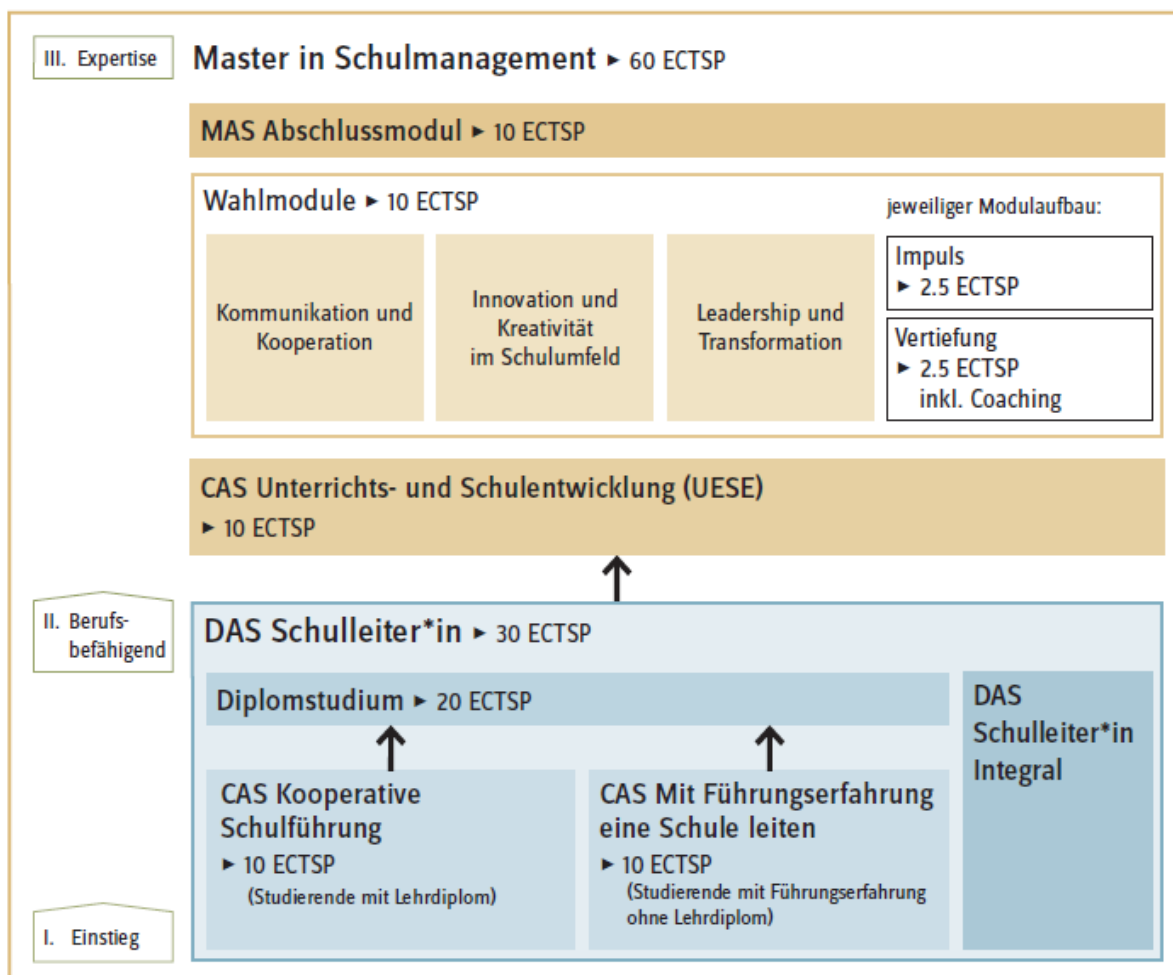 III. Expertise
Master in Schulmanagement ▸ 60 ECTSP
MAS Abschlussmodul ▸ 10 ECTSP
Wahlmodule ▸ 10 ECTSP
Kommunikation und
Kooperation
Innovation und
Kreativität
im Schulumfeld
Leadership und
Transformation
jeweiliger Modulaufbau:
Impuls
▸ 2.5 ECTSP
Vertiefung
▸ 2.5 ECTSP
inkl. Coaching
CAS Unterrichts- und Schulentwicklung (UESE)
▸ 10 ECTSP
II. Berufs-
befähigend
DAS Schulleiter*in ▸ 30 ECTSP
Diplomstudium ▸ 20 ECTSP
CAS Kooperative
Schulführung
▸ 10 ECTSP
(Studierende mit Lehrdiplom)
CAS Mit Führungserfahrung
eine Schule leiten
▸ 10 ECTSP
(Studierende mit Führungserfahrung
ohne Lehrdiplom)
DAS
Schulleiter*in
Integral
I. Einstieg